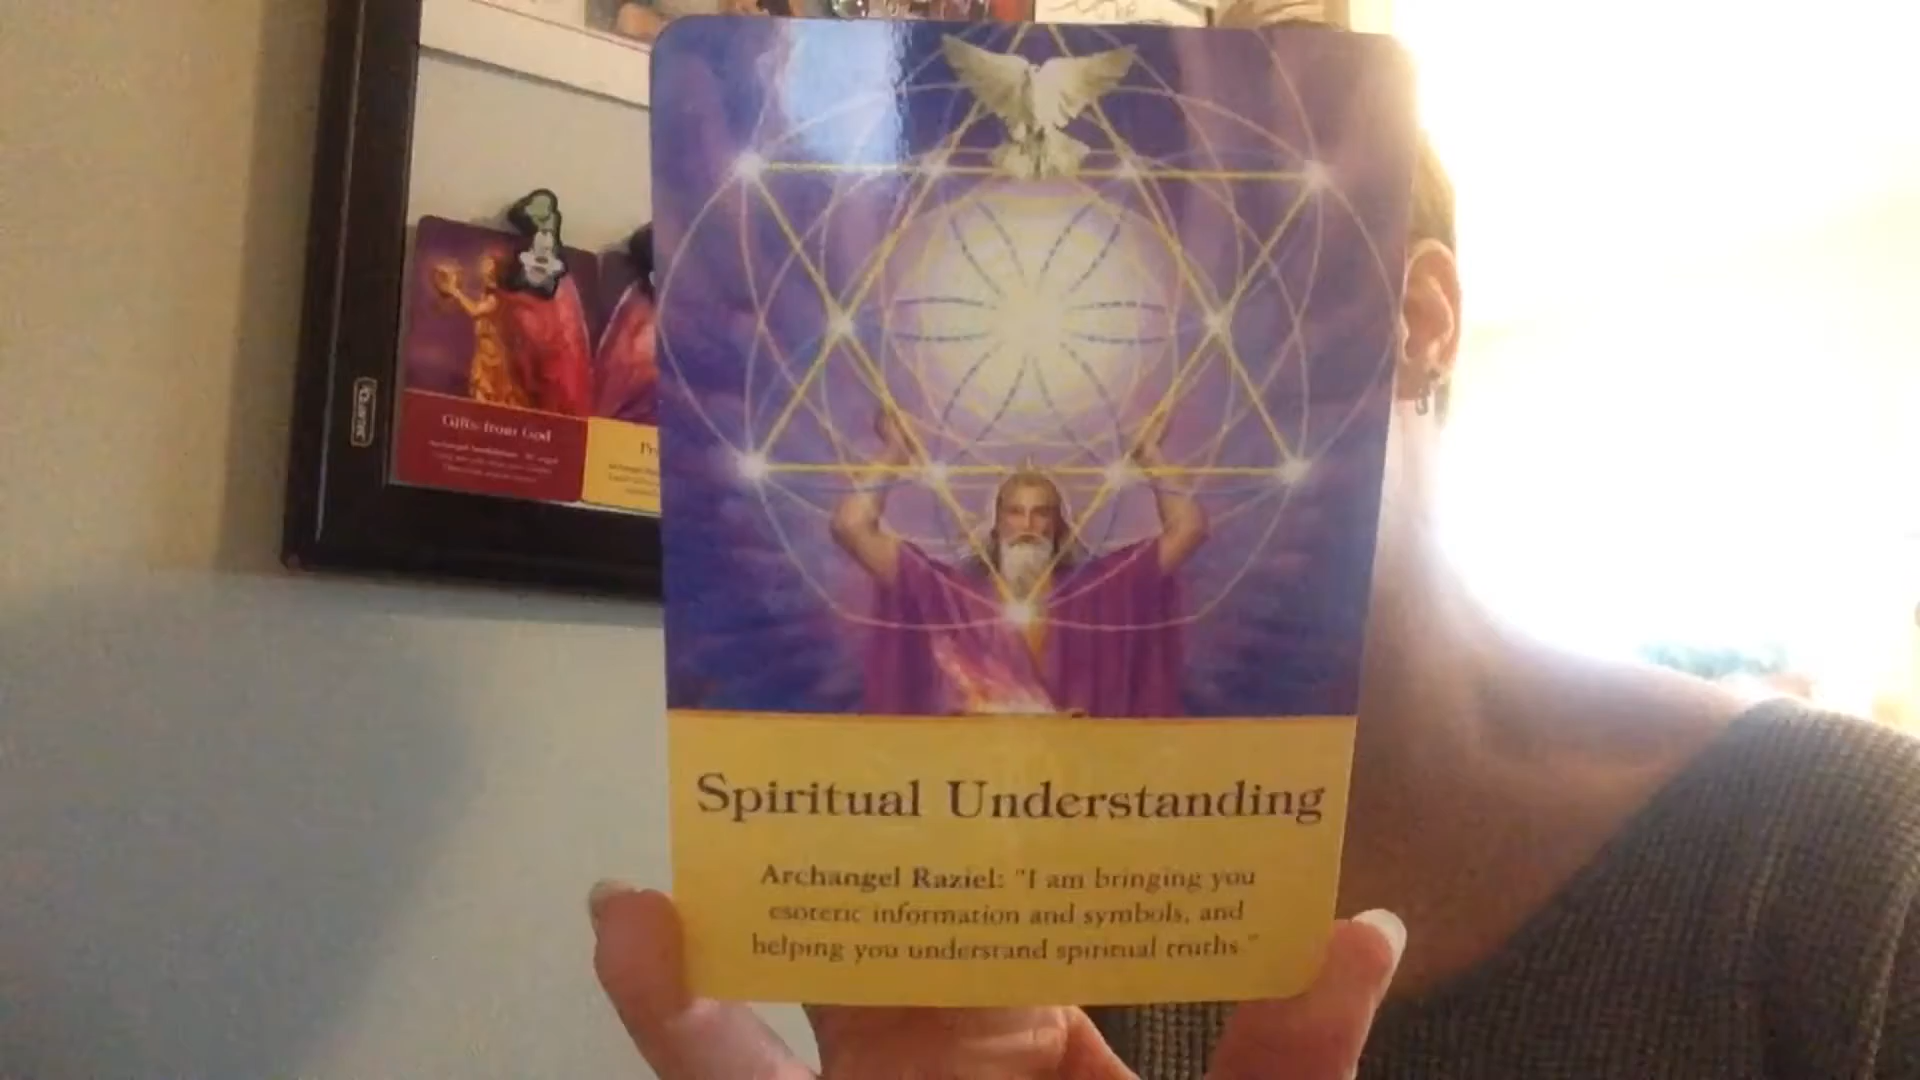 Spiritual Understanding
Archangel Raziel: "I am bringing you
esoteric information and symbols, and
helping you understand spiritual truths."
Gifts from God